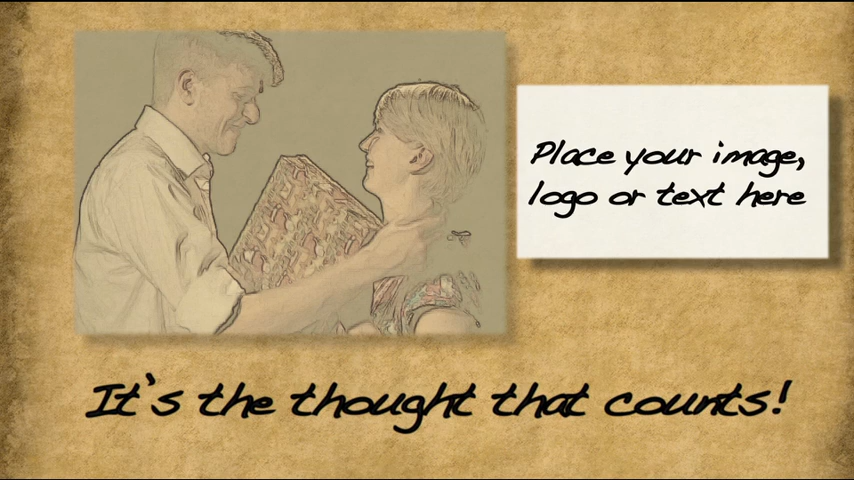 Place your image,
logo or text here
It's the thought that counts!